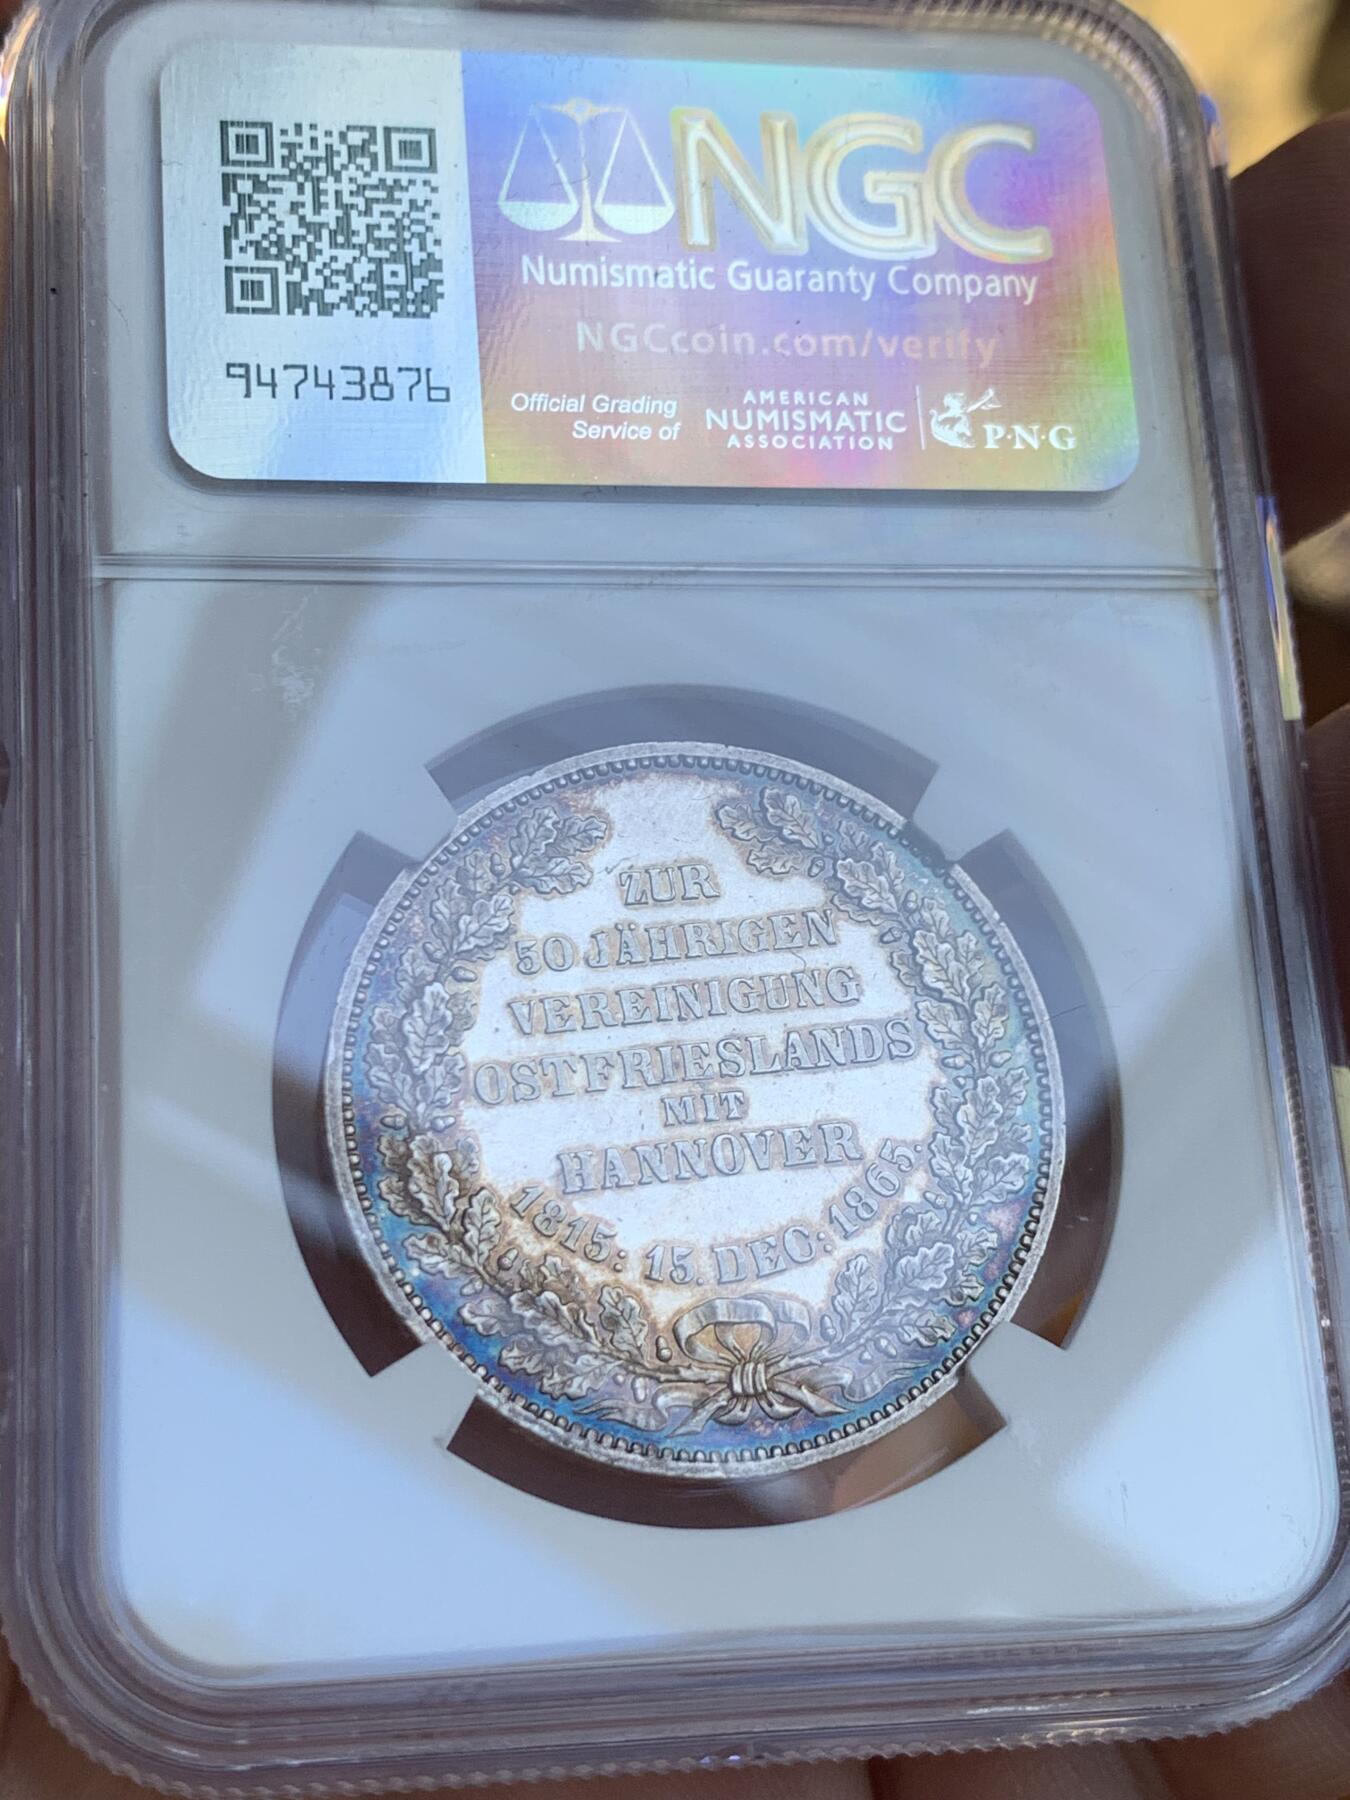 NGC
Numismatic Guaranty Company
NGCcoin.com/verify
94743876
Official Grading
Service of
AMERICAN
NUMISMATIC
ASSOCIATION
P·N·G
ZUR
50 JÄHRIGEN
VEREINIGUNG
OSTFRIESLANDS
MIT
HANNOVER
1815: 15. DEC: 1865.